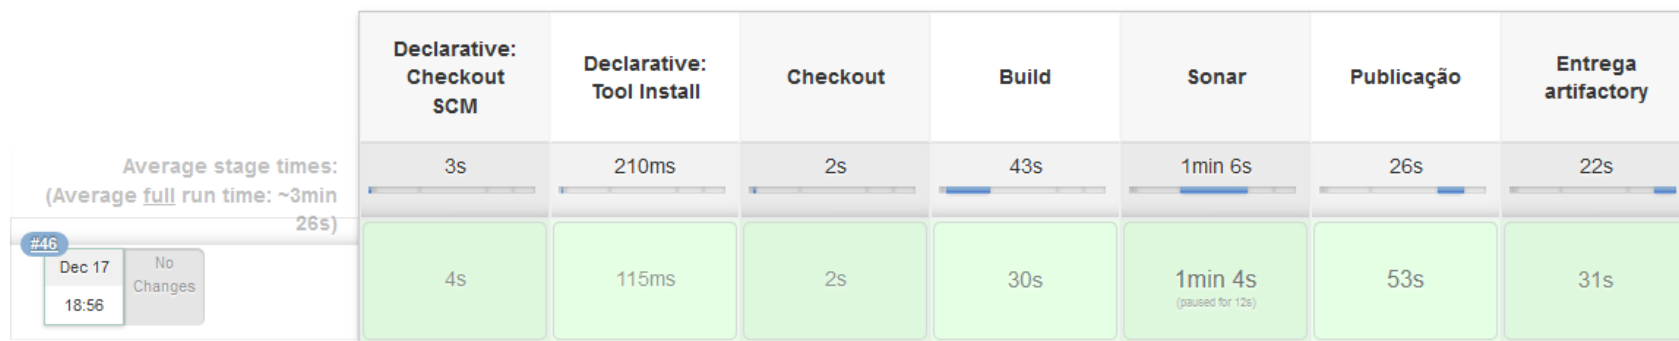 Declarative:
Checkout
SCM
Declarative:
Tool Install
Checkout
Build
Sonar
Publicação
Entrega
artifactory
Average stage times:
(Average full run time: ~3min
26s)
3s
210ms
2s
43s
1min 6s
26s
22s
#46
Dec 17
18:56
No
Changes
4s
115ms
2s
30s
1min 4s
(paused for 12s)
53s
31s